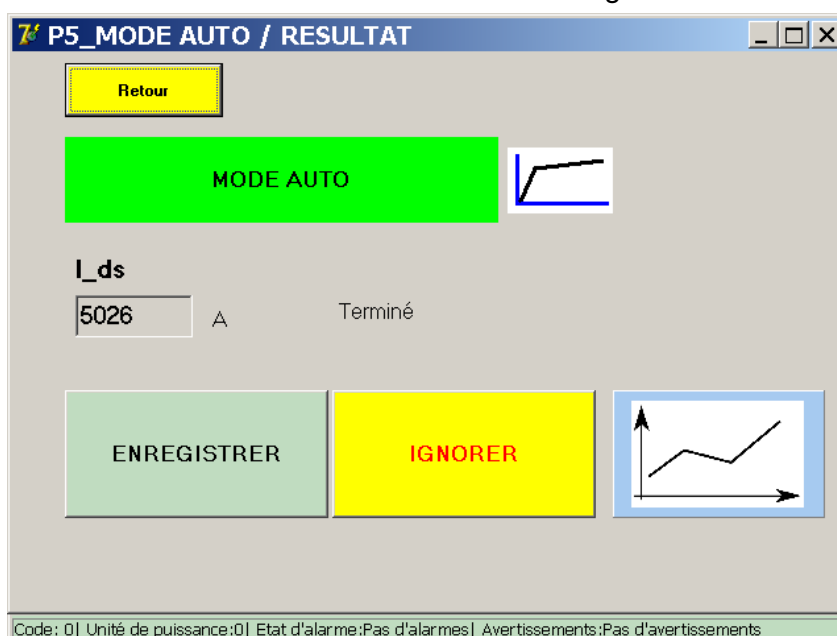 P5_MODE AUTO / RESULTAT
Retour
MODE AUTO
I_ds
5026 A Terminé
ENREGISTRER IGNORER
Code: 0| Unité de puissance:0| Etat d'alarme:Pas d'alarmes| Avertissements:Pas d'avertissements